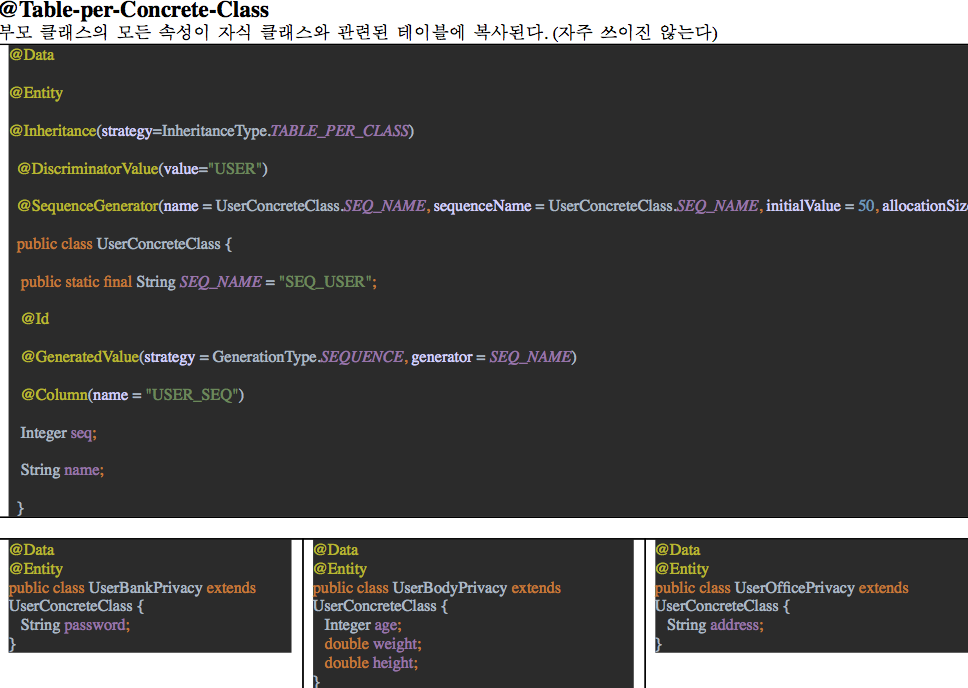 @Table-per-Concrete-Class
부모 클래스의 모든 속성이 자식 클래스와 관련된 테이블에 복사된다. (자주 쓰이진 않는다)
@Data
@Entity
@Inheritance(strategy=InheritanceType.TABLE_PER_CLASS)
@DiscriminatorValue(value="USER")
@SequenceGenerator(name = UserConcreteClass.SEQ_NAME, sequenceName = UserConcreteClass.SEQ_NAME, initialValue = 50, allocationSize
public class UserConcreteClass {
public static final String SEQ_NAME = "SEQ_USER";
@Id
@GeneratedValue(strategy = GenerationType.SEQUENCE, generator = SEQ_NAME)
@Column(name = "USER_SEQ")
Integer seq;
String name;
}
@Data
@Entity
public class UserBankPrivacy extends
UserConcreteClass {
String password;
}
@Data
@Entity
public class UserBodyPrivacy extends
UserConcreteClass {
Integer age;
double weight;
double height;
}
@Data
@Entity
public class UserOfficePrivacy extends
UserConcreteClass {
String address;
}